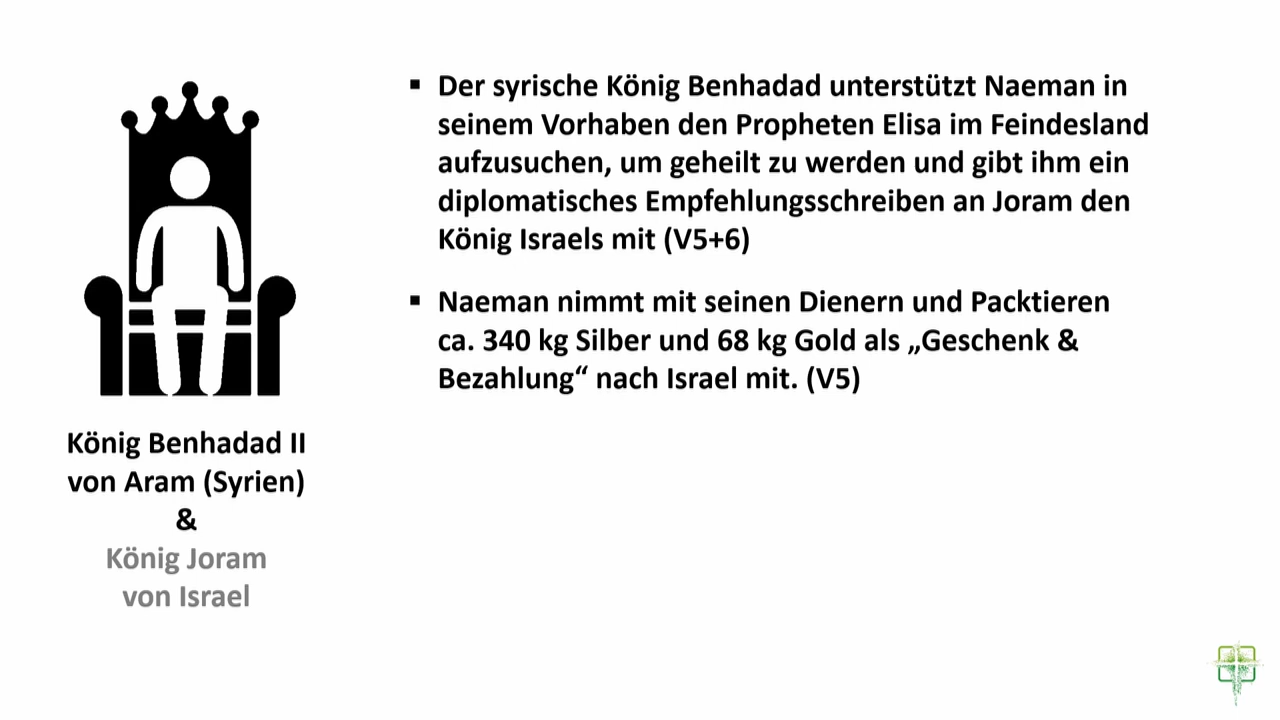 ▪ Der syrische König Benhadad unterstützt Naeman in
seinem Vorhaben den Propheten Elisa im Feindesland
aufzusuchen, um geheilt zu werden und gibt ihm ein
diplomatisches Empfehlungsschreiben an Joram den
König Israels mit (V5+6)
▪ Naeman nimmt mit seinen Dienern und Packtieren
ca. 340 kg Silber und 68 kg Gold als „Geschenk &
Bezahlung“ nach Israel mit. (V5)
König Benhadad II
von Aram (Syrien)
&
König Joram
von Israel